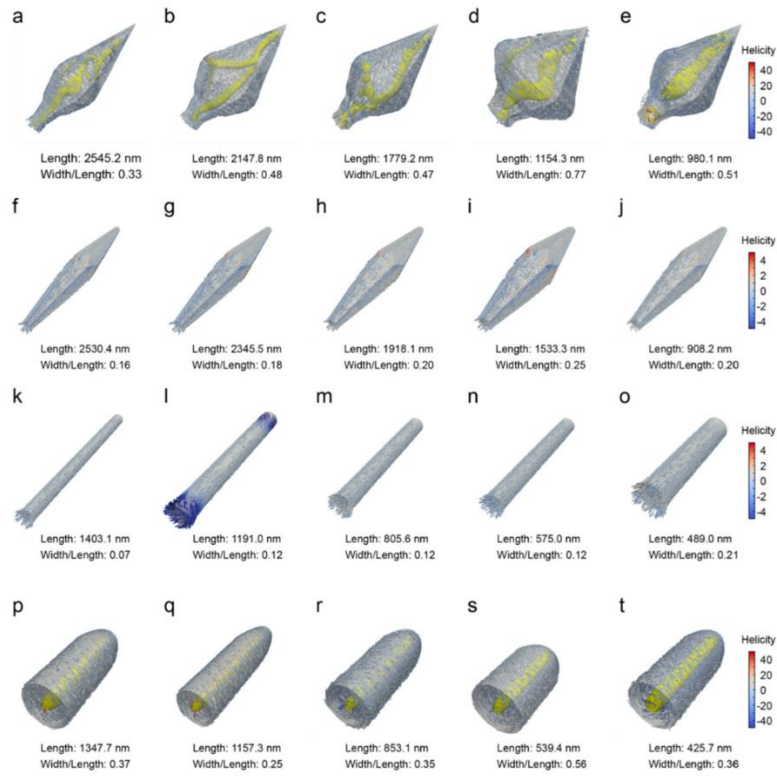 a b c d e
Helicity
40
20
0
-20
-40
Length: 2545.2 nm Length: 2147.8 nm Length: 1779.2 nm Length: 1154.3 nm Length: 980.1 nm
Width/Length: 0.33 Width/Length: 0.48 Width/Length: 0.47 Width/Length: 0.77 Width/Length: 0.51
f g h i j
Helicity
4
2
0
-2
-4
Length: 2530.4 nm Length: 2345.5 nm Length: 1918.1 nm Length: 1533.3 nm Length: 908.2 nm
Width/Length: 0.16 Width/Length: 0.18 Width/Length: 0.20 Width/Length: 0.25 Width/Length: 0.20
k l m n o
Helicity
4
2
0
-2
-4
Length: 1403.1 nm Length: 1191.0 nm Length: 805.6 nm Length: 575.0 nm Length: 489.0 nm
Width/Length: 0.07 Width/Length: 0.12 Width/Length: 0.12 Width/Length: 0.12 Width/Length: 0.21
p q r s t
Helicity
40
20
0
-20
-40
Length: 1347.7 nm Length: 1157.3 nm Length: 853.1 nm Length: 539.4 nm Length: 425.7 nm
Width/Length: 0.37 Width/Length: 0.25 Width/Length: 0.35 Width/Length: 0.56 Width/Length: 0.36